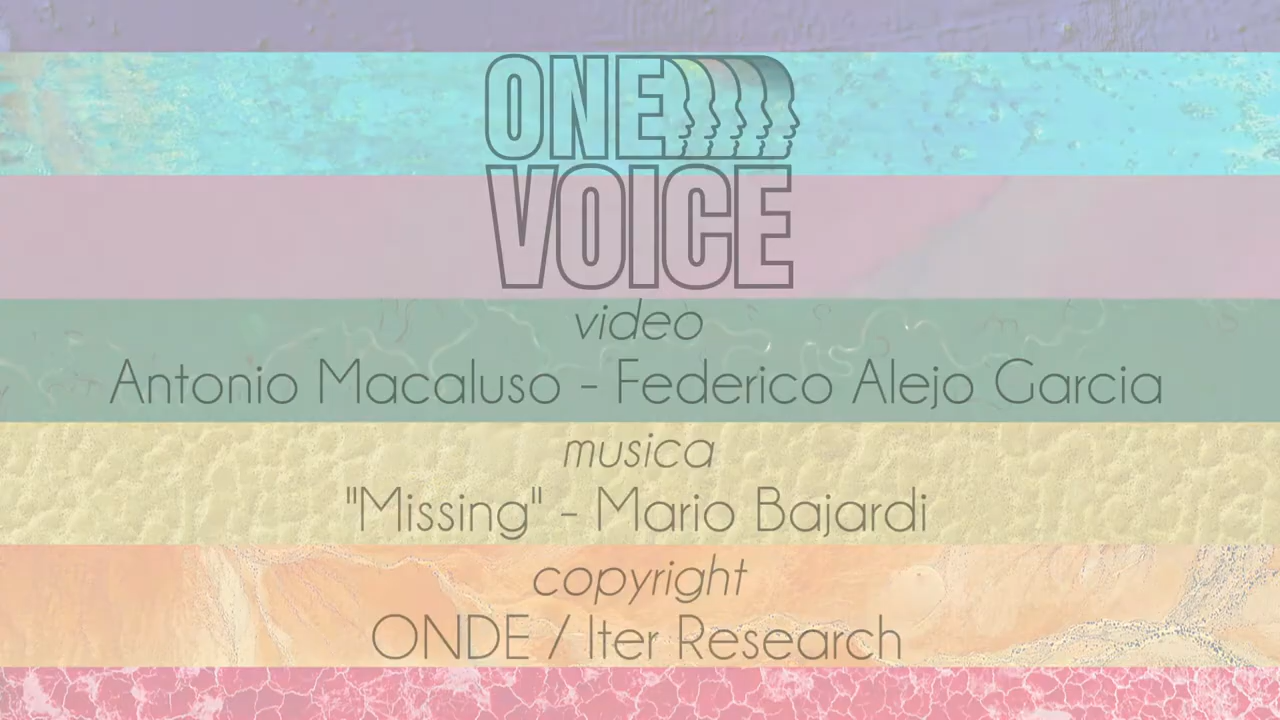 ONE
VOICE
video
Antonio Macaluso - Federico Alejo Garcia
musica
"Missing" - Mario Bajardi
copyright
ONDE / Iter Research